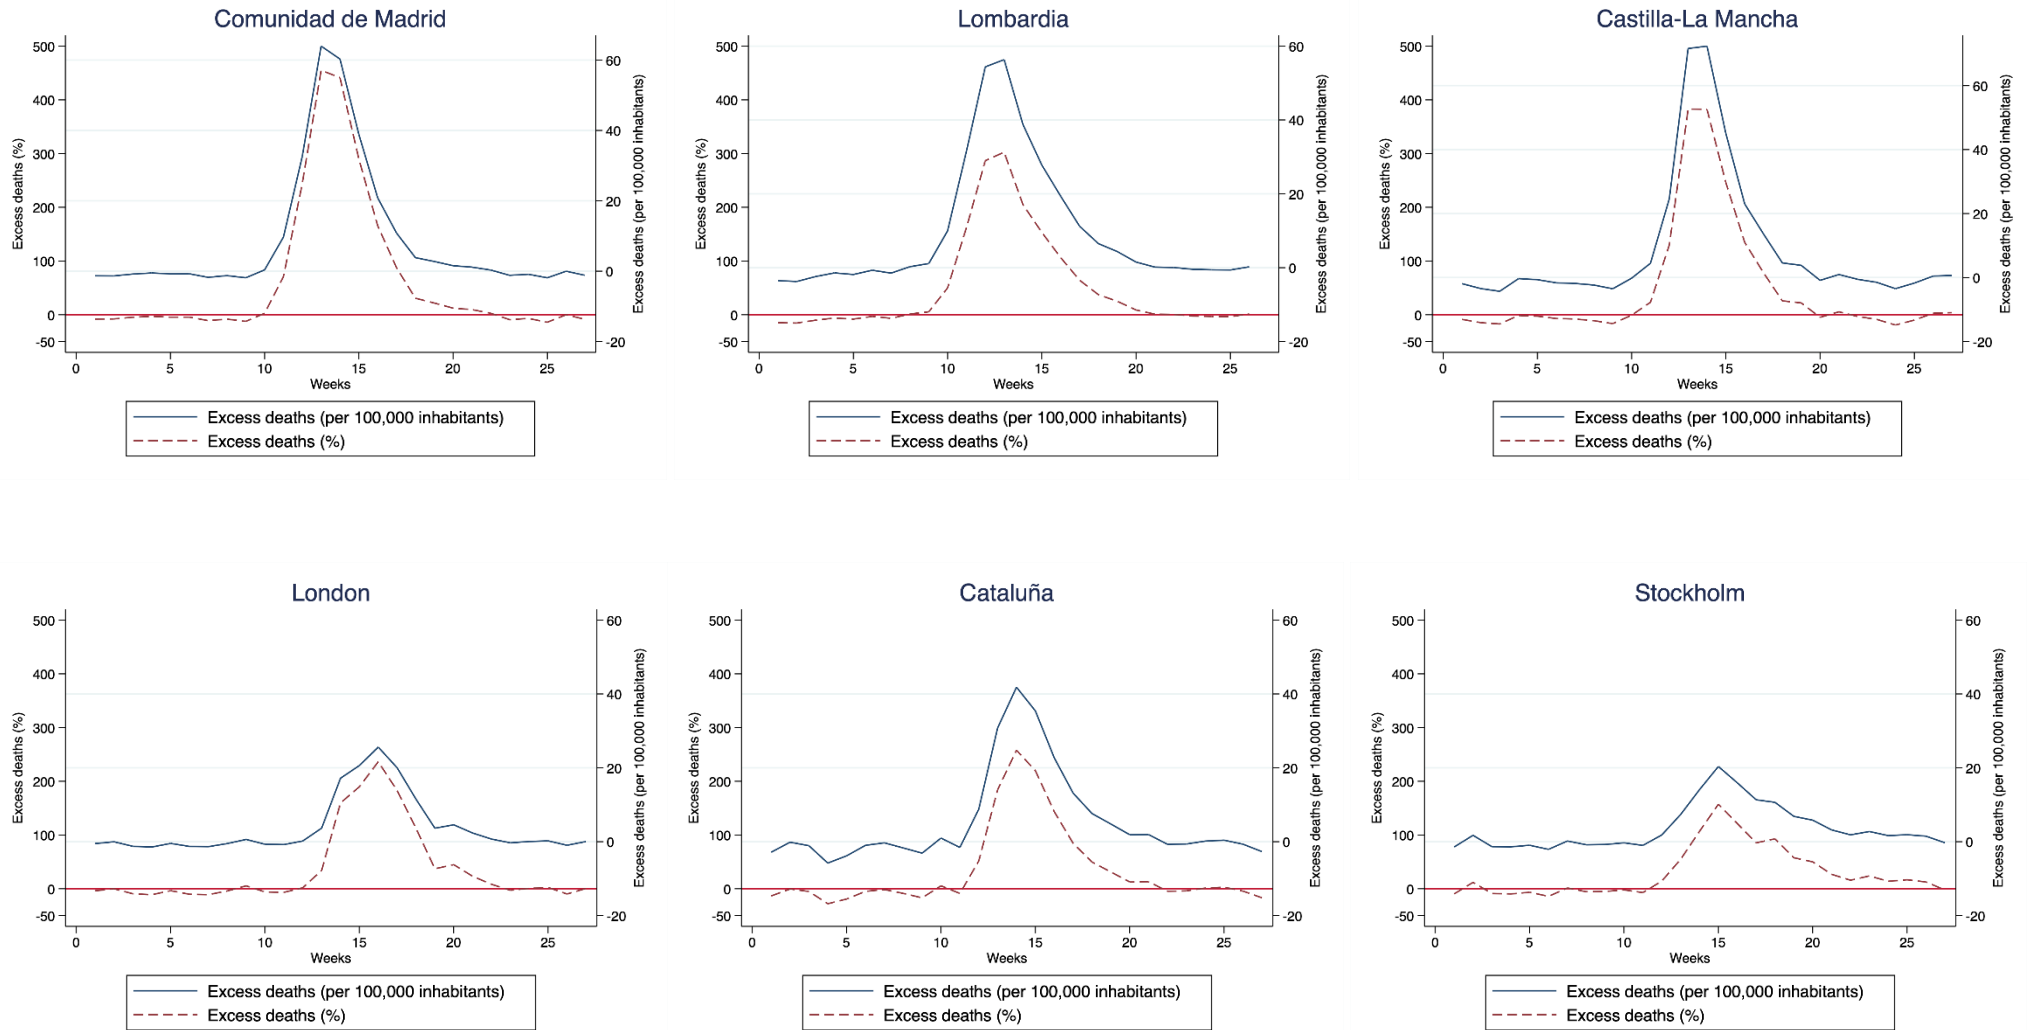 Comunidad de Madrid
500
400
300
200
100
0
-50
Excess deaths (%)
60
40
20
0
-20
Excess deaths (per 100,000 inhabitants)
0 5 10 15 20 25
Weeks
Excess deaths (per 100,000 inhabitants)
Excess deaths (%)
Lombardia
500
400
300
200
100
0
-50
Excess deaths (%)
60
40
20
0
-20
Excess deaths (per 100,000 inhabitants)
0 5 10 15 20 25
Weeks
Excess deaths (per 100,000 inhabitants)
Excess deaths (%)
Castilla-La Mancha
500
400
300
200
100
0
-50
Excess deaths (%)
60
40
20
0
-20
Excess deaths (per 100,000 inhabitants)
0 5 10 15 20 25
Weeks
Excess deaths (per 100,000 inhabitants)
Excess deaths (%)
London
500
400
300
200
100
0
-50
Excess deaths (%)
60
40
20
0
-20
Excess deaths (per 100,000 inhabitants)
0 5 10 15 20 25
Weeks
Excess deaths (per 100,000 inhabitants)
Excess deaths (%)
Cataluña
500
400
300
200
100
0
-50
Excess deaths (%)
60
40
20
0
-20
Excess deaths (per 100,000 inhabitants)
0 5 10 15 20 25
Weeks
Excess deaths (per 100,000 inhabitants)
Excess deaths (%)
Stockholm
500
400
300
200
100
0
-50
Excess deaths (%)
60
40
20
0
-20
Excess deaths (per 100,000 inhabitants)
0 5 10 15 20 25
Weeks
Excess deaths (per 100,000 inhabitants)
Excess deaths (%)